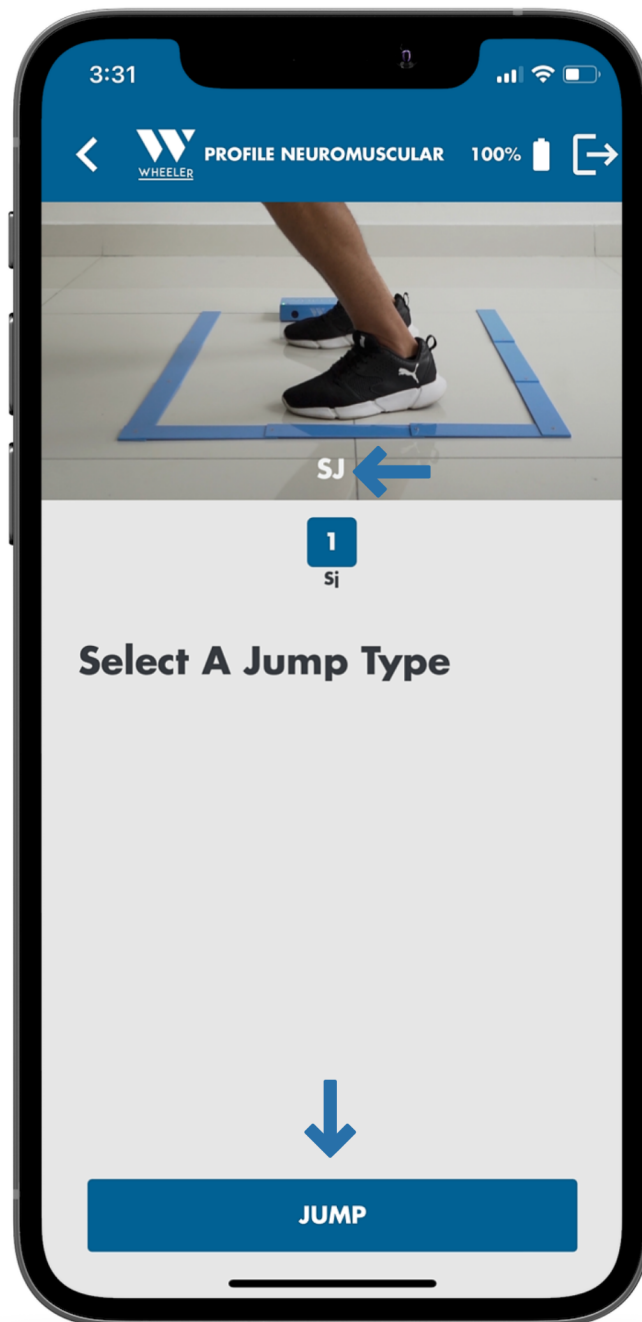 3:31
W
WHEELER
PROFILE NEUROMUSCULAR 100%
SJ
1
Sj
Select A Jump Type
JUMP